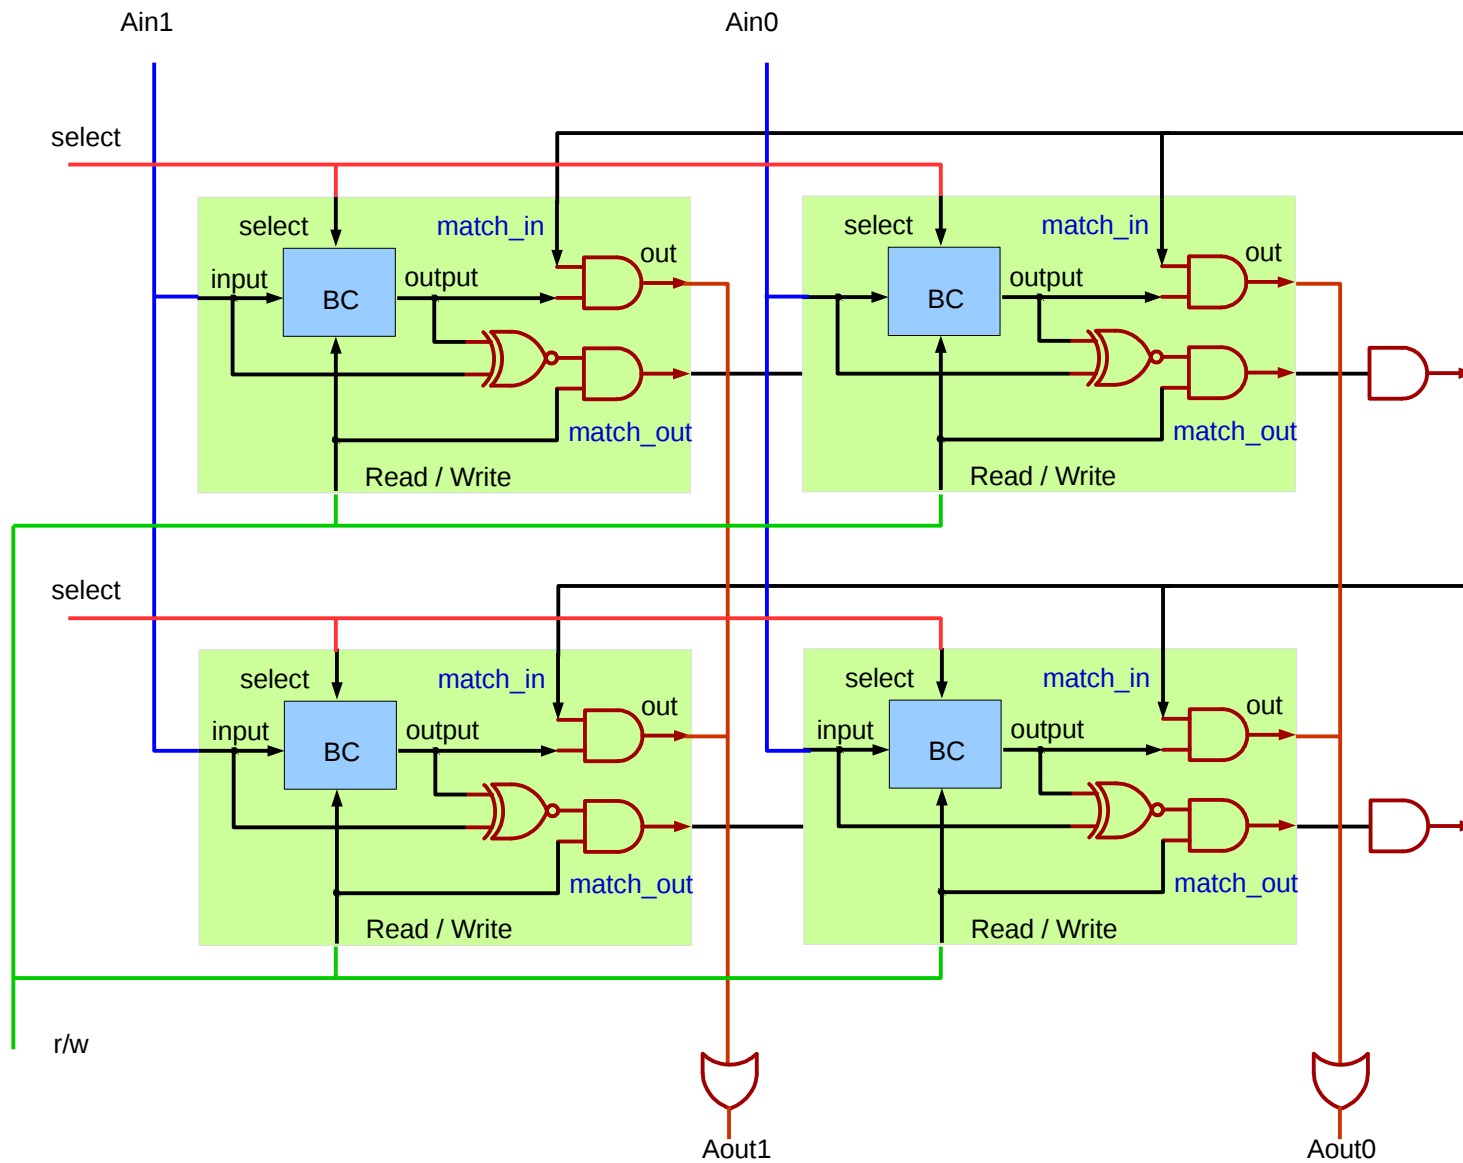 Ain1
Ain0
select
select
match_in
out
input
output
BC
match_out
Read / Write
select
match_in
out
output
BC
match_out
Read / Write
select
select
match_in
out
input
output
BC
match_out
Read / Write
select
match_in
out
input
output
BC
match_out
Read / Write
r/w
Aout1
Aout0